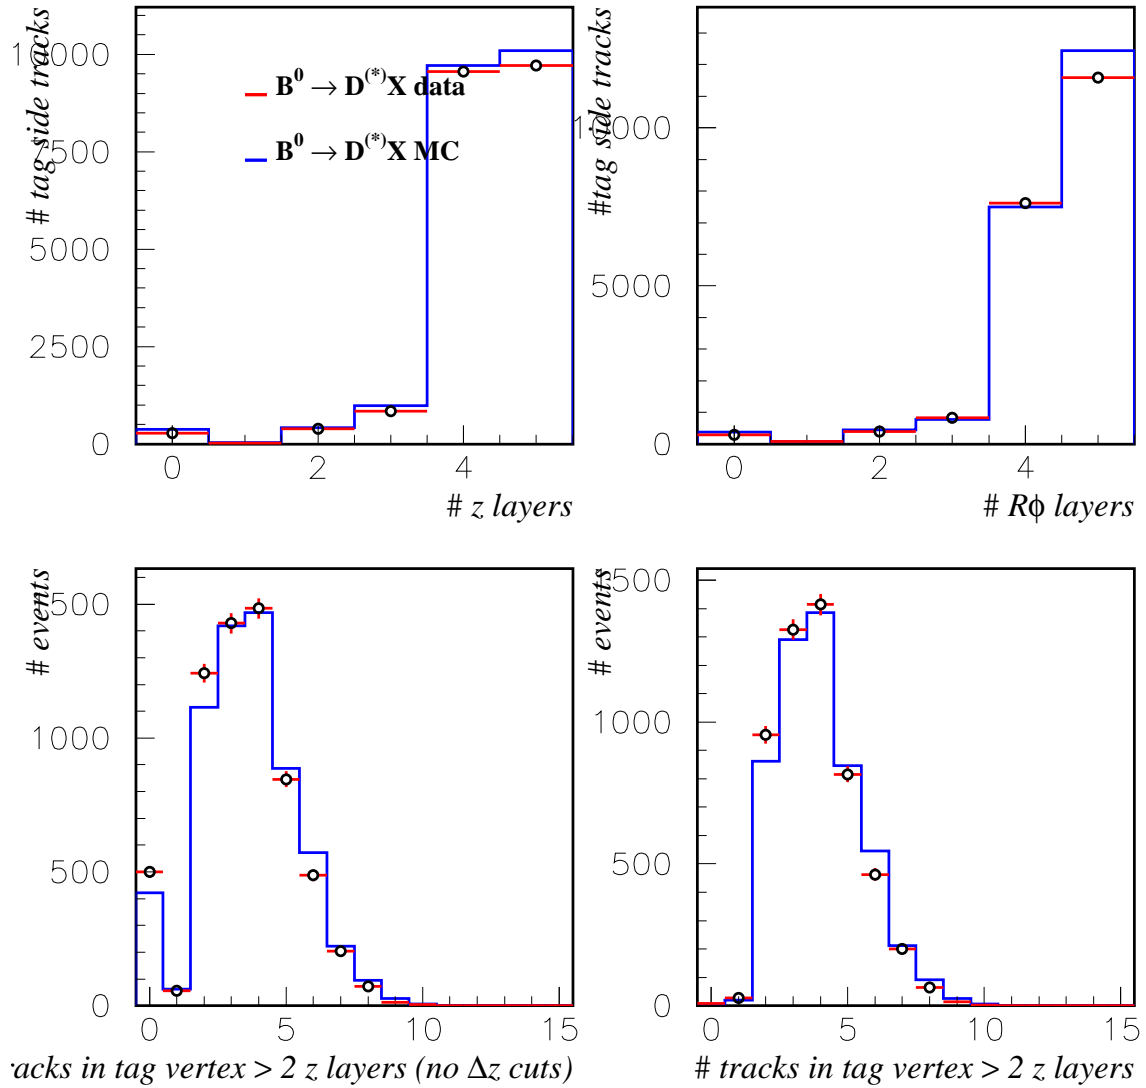 # tag side tracks
10000
7500
5000
2500
0
B⁰ → D⁽*⁾X data
B⁰ → D⁽*⁾X MC
0 2 4
# z layers
#tag side tracks
10000
5000
0
0 2 4
# Rϕ layers
# events
1500
1000
500
0
0 5 10 15
racks in tag vertex > 2 z layers (no Δz cuts)
# events
1500
1000
500
0
0 5 10 15
# tracks in tag vertex > 2 z layers